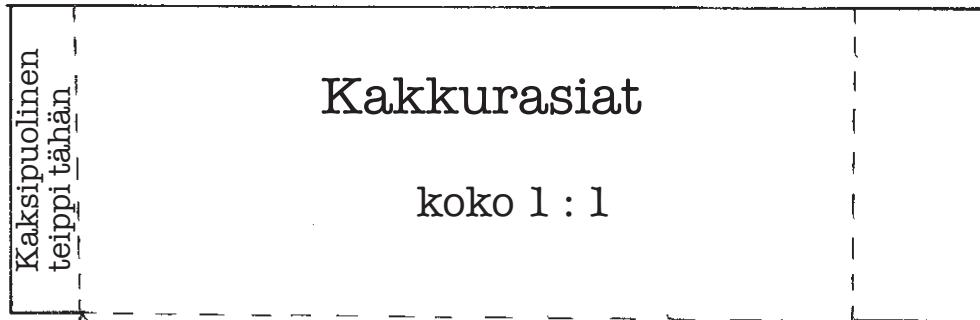 Kaksipuolinen
teippi tähän
Kakkurasiat
koko 1 : 1